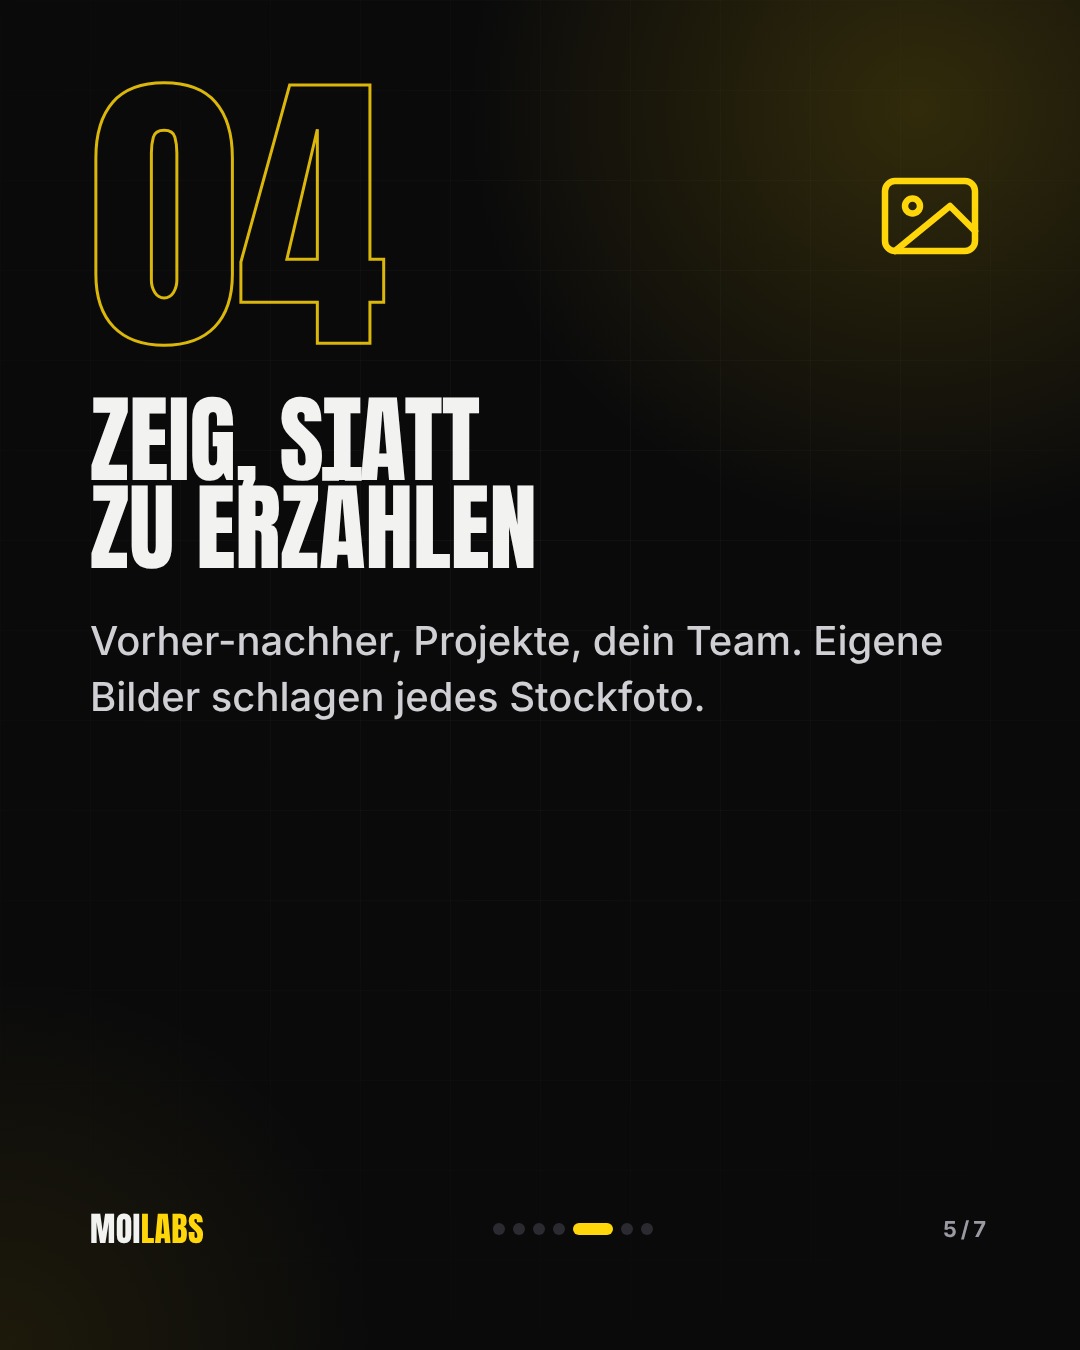 04
ZEIG, STATT
ZU ERZÄHLEN
Vorher-nachher, Projekte, dein Team. Eigene
Bilder schlagen jedes Stockfoto.
MOILABS
5/7